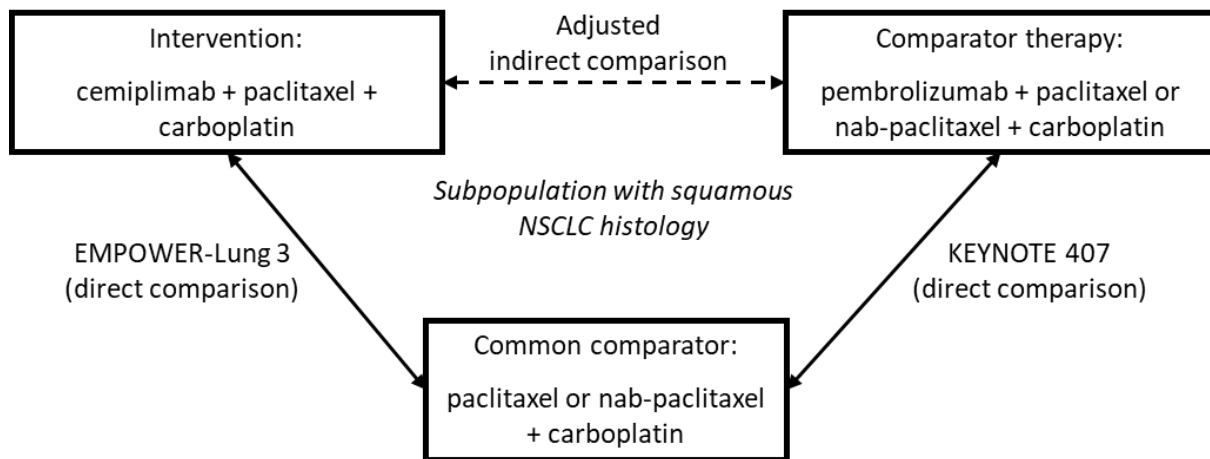 Intervention:
cemiplimab + paclitaxel +
carboplatin
Adjusted
indirect comparison
Comparator therapy:
pembrolizumab + paclitaxel or
nab-paclitaxel + carboplatin
Subpopulation with squamous
NSCLC histology
EMPOWER-Lung 3
(direct comparison)
KEYNOTE 407
(direct comparison)
Common comparator:
paclitaxel or nab-paclitaxel
+ carboplatin